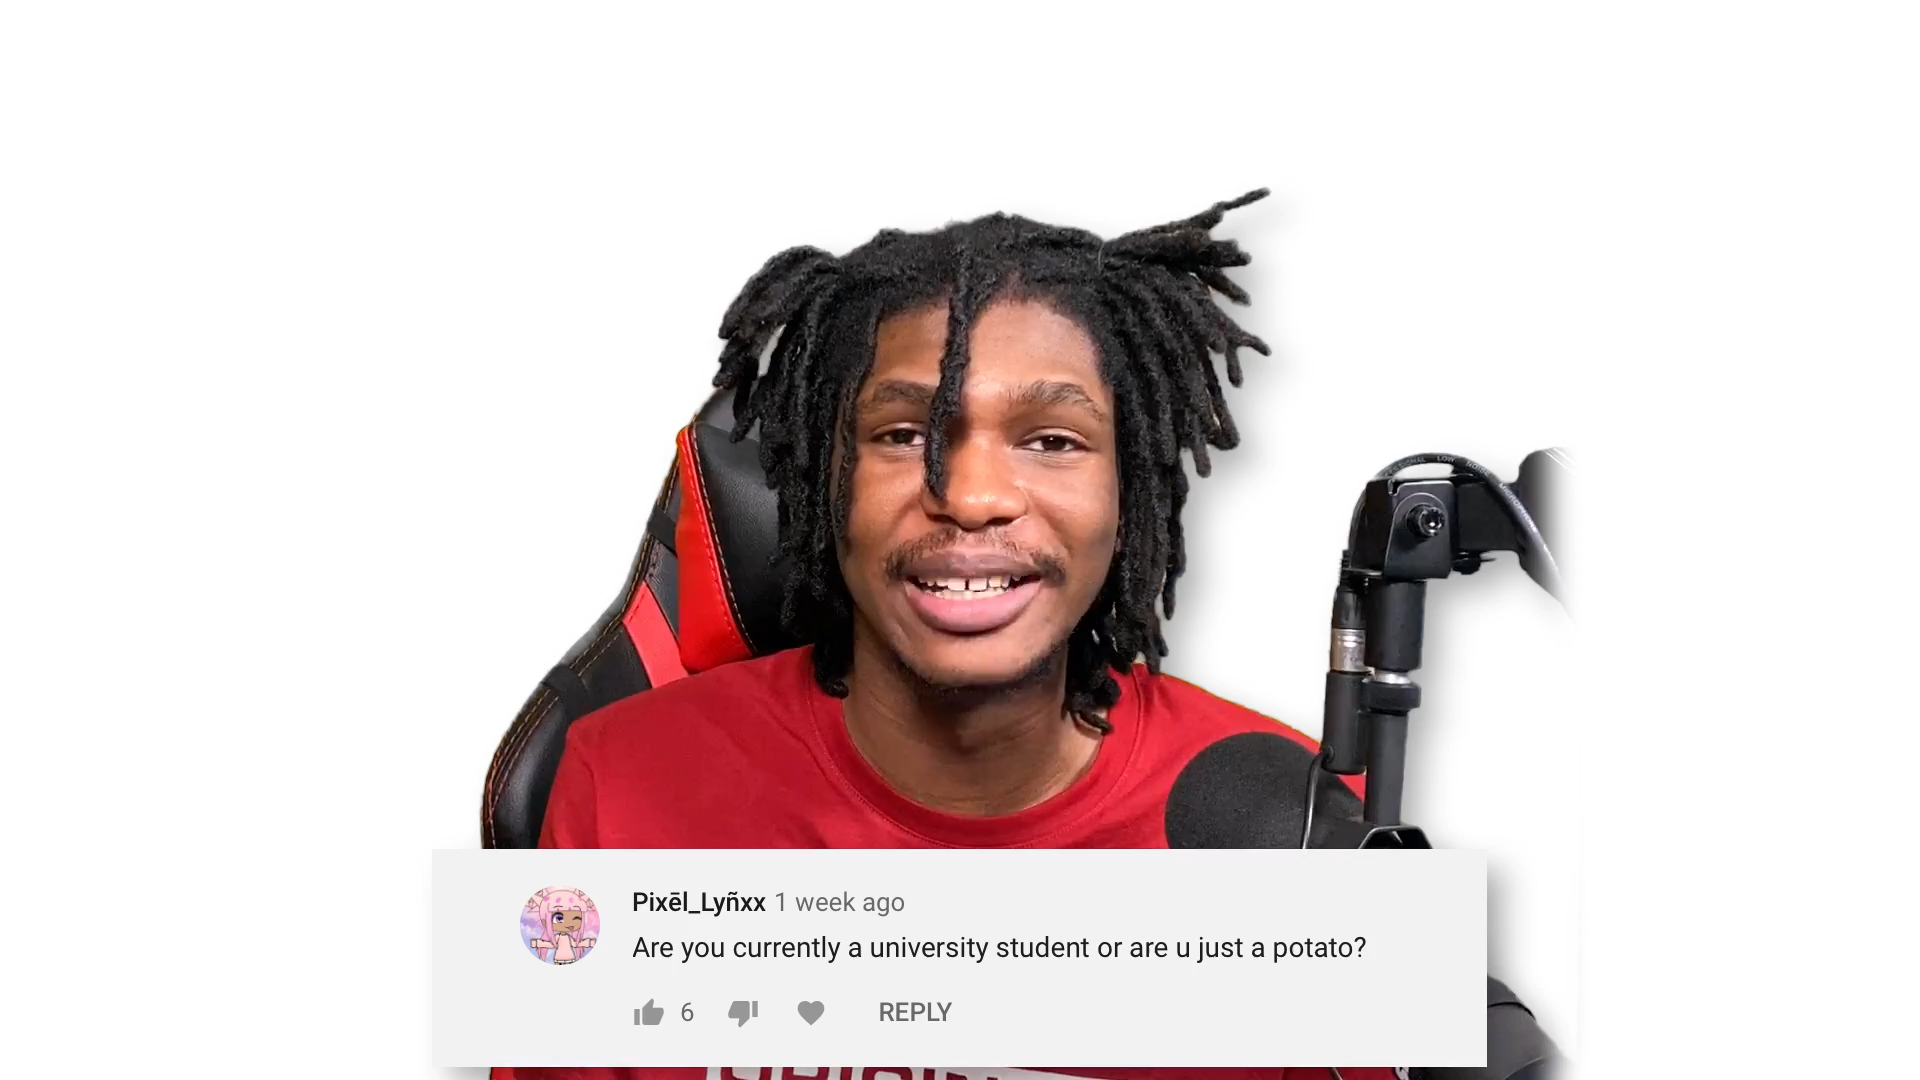 Pixēl_Lyñxx 1 week ago
Are you currently a university student or are u just a potato?
6 REPLY